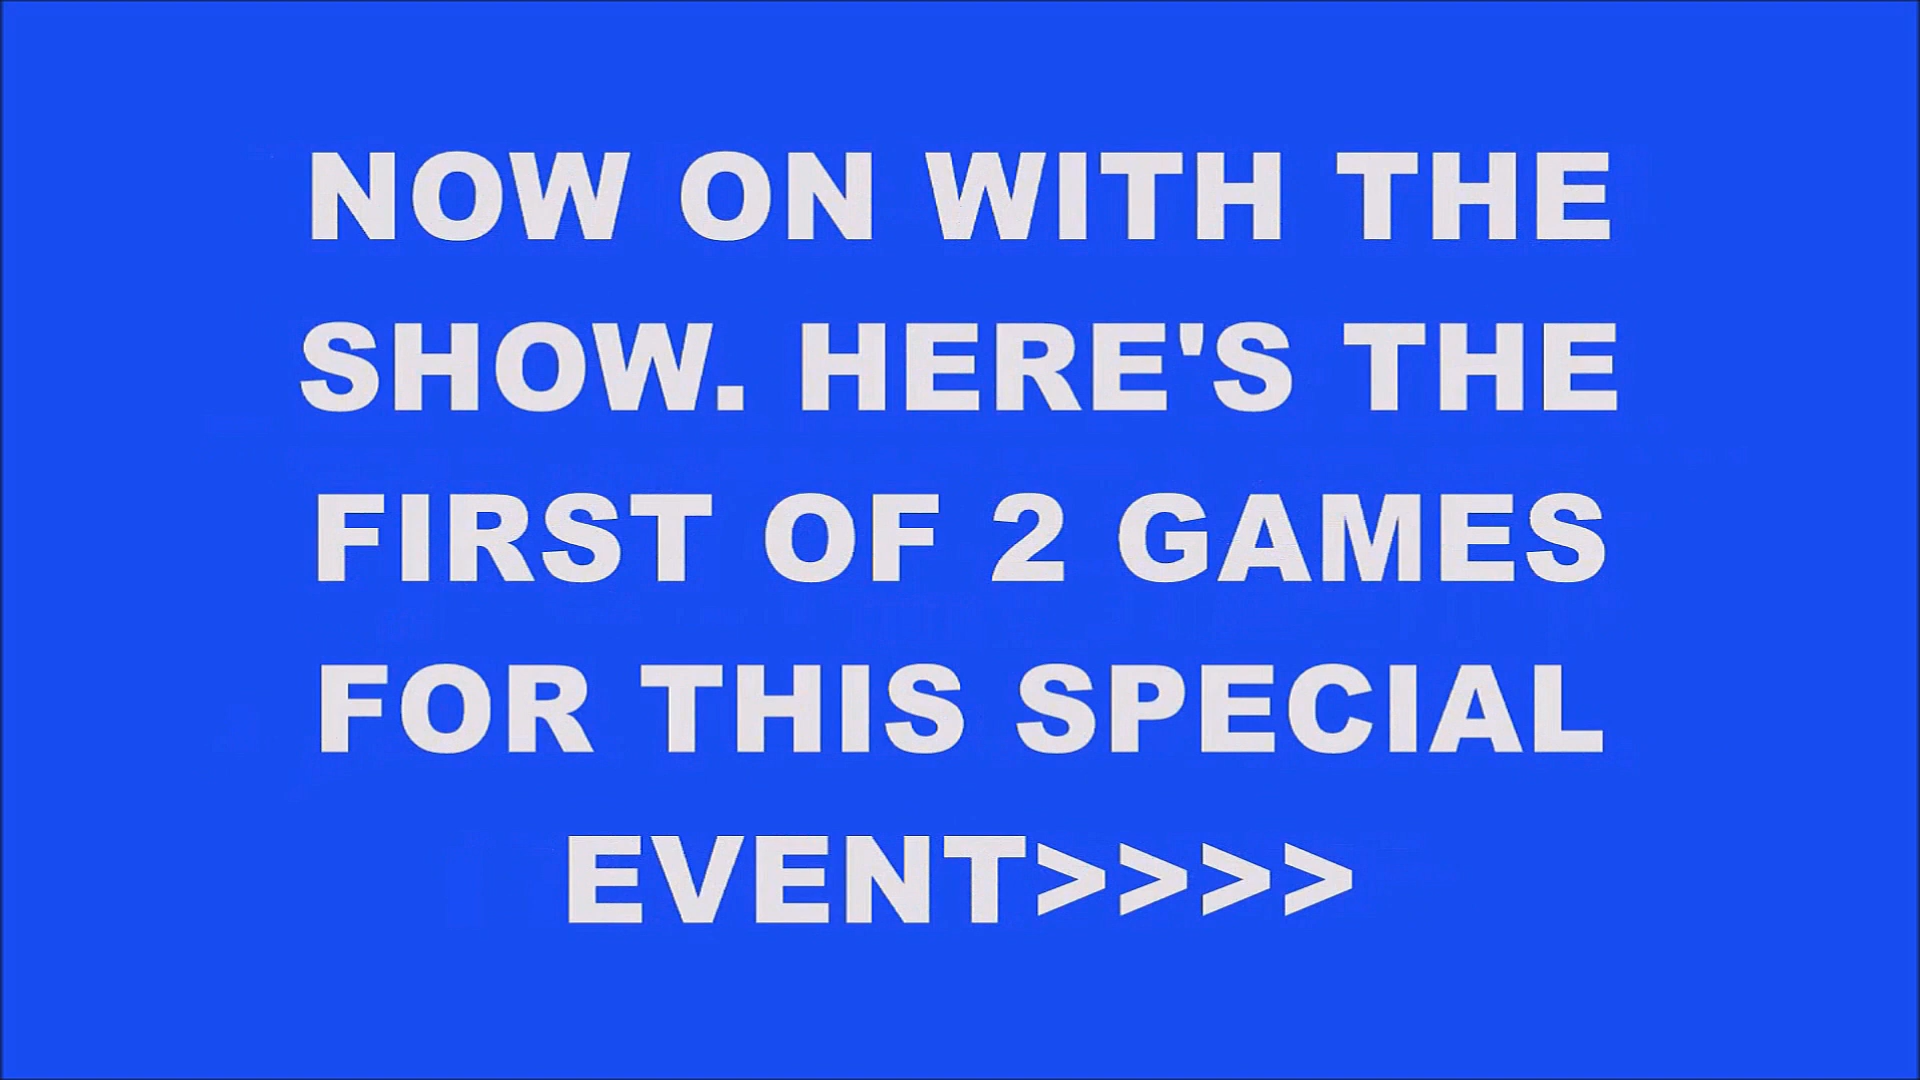 NOW ON WITH THE
SHOW. HERE'S THE
FIRST OF 2 GAMES
FOR THIS SPECIAL
EVENT>>>>